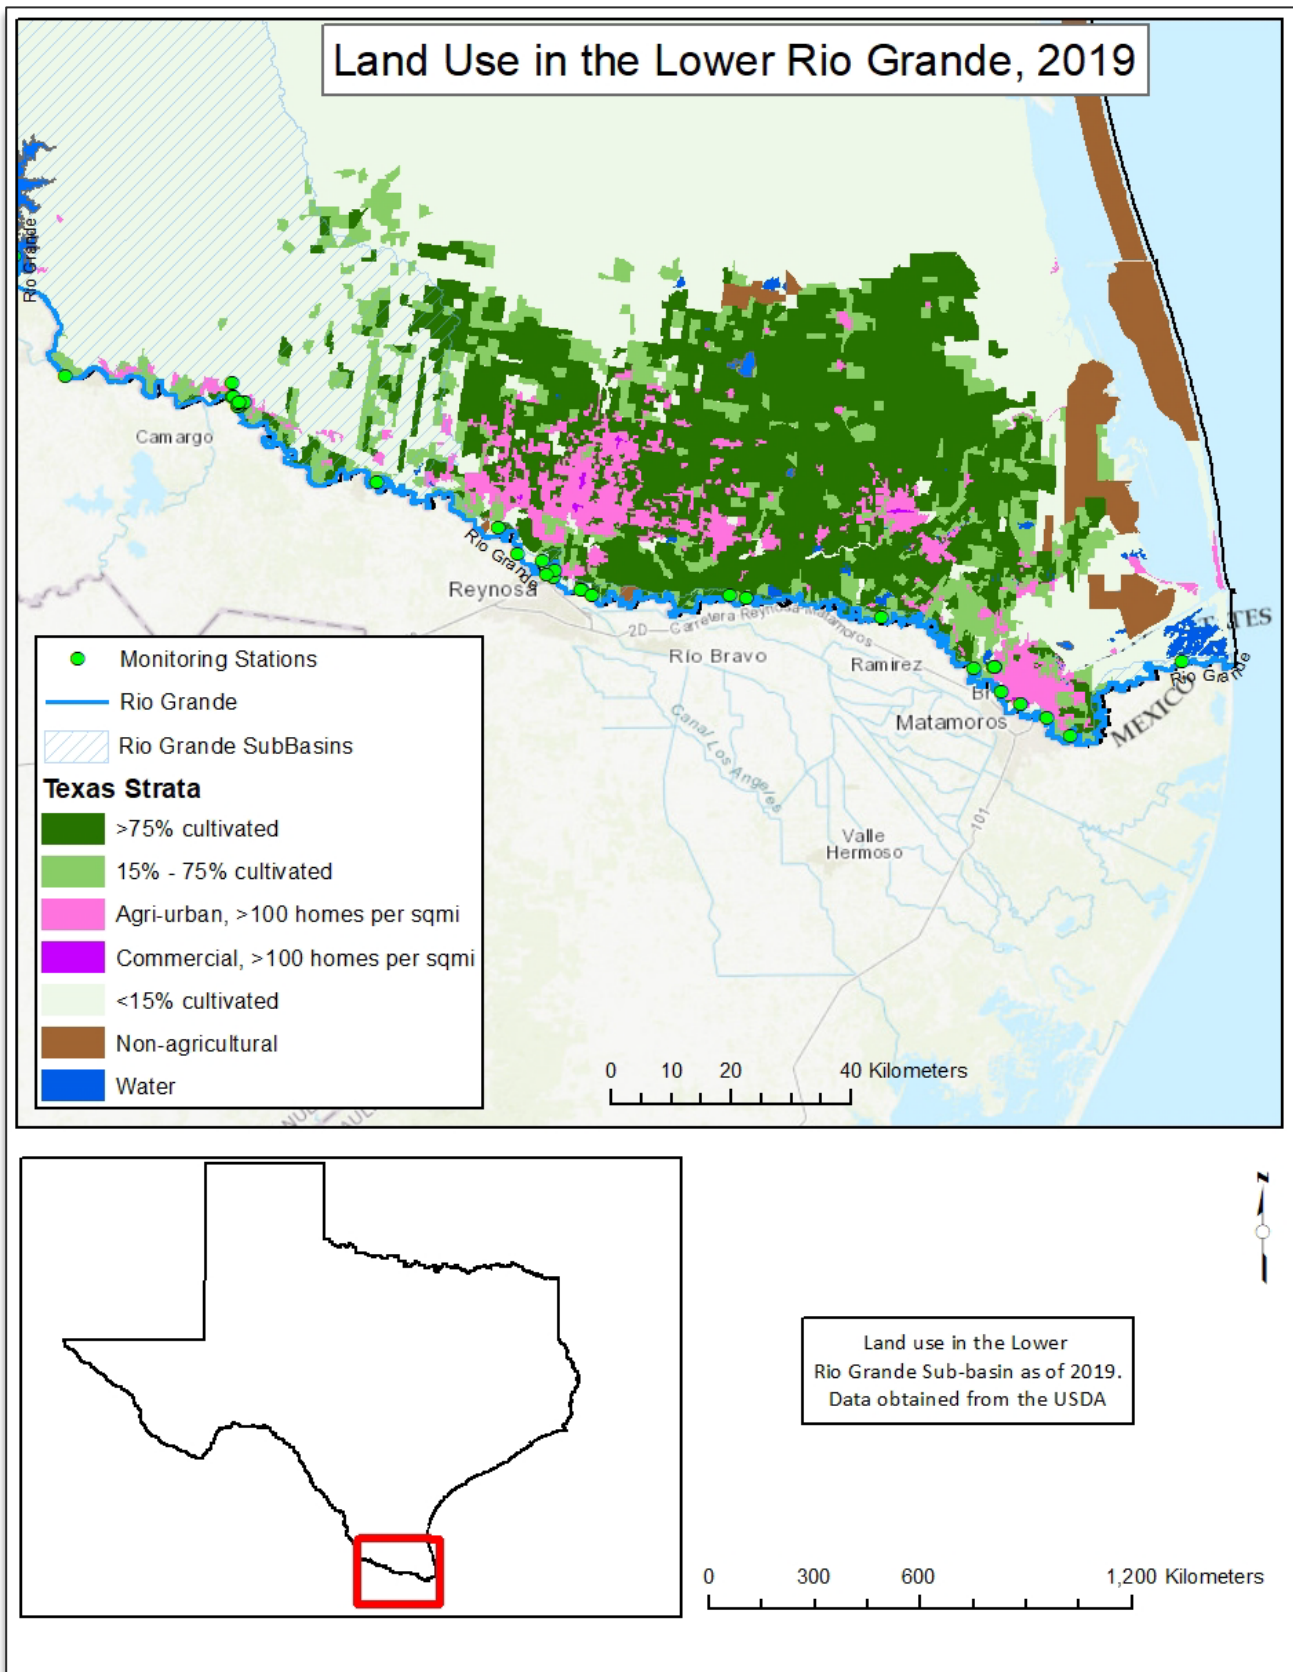 Land Use in the Lower Rio Grande, 2019
Rio Grande
Camargo
Rio Grande
Reynosa
2D
Carretera Reynosa-Matamoros
Río Bravo
Ramirez
Matamoros
MEXICO
Rio Grande
Canal Los Angeles
101
Valle
Hermoso
Monitoring Stations
Rio Grande
Rio Grande SubBasins
Texas Strata
>75% cultivated
15% - 75% cultivated
Agri-urban, >100 homes per sqmi
Commercial, >100 homes per sqmi
<15% cultivated
Non-agricultural
Water
0 10 20 40 Kilometers
N
Land use in the Lower
Rio Grande Sub-basin as of 2019.
Data obtained from the USDA
0 300 600 1,200 Kilometers